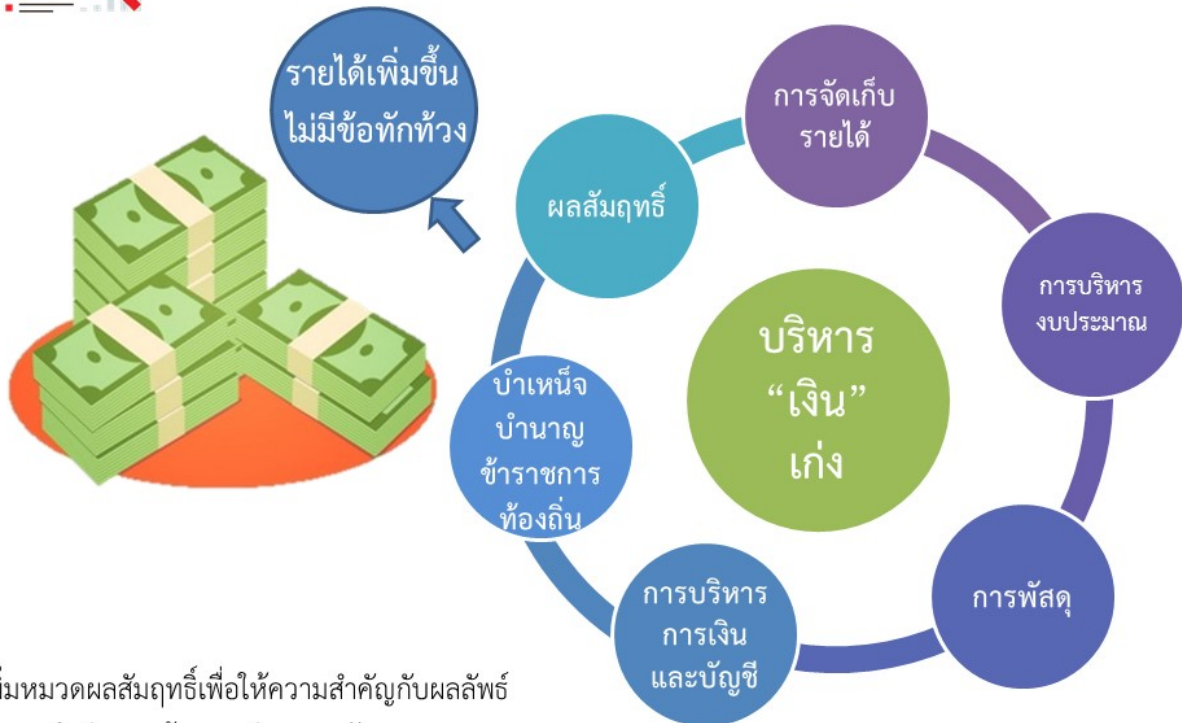 รายได้เพิ่มขึ้น
ไม่มีข้อทักท้วง
การจัดเก็บ
รายได้
ผลสัมฤทธิ์
การบริหาร
งบประมาณ
บริหาร
“เงิน”
เก่ง
บำเหน็จ
บำนาญ
ข้าราชการ
ท้องถิ่น
การพัสดุ
การบริหาร
การเงิน
และบัญชี
หมวดผลสัมฤทธิ์เพื่อให้ความสำคัญกับผลลัพธ์